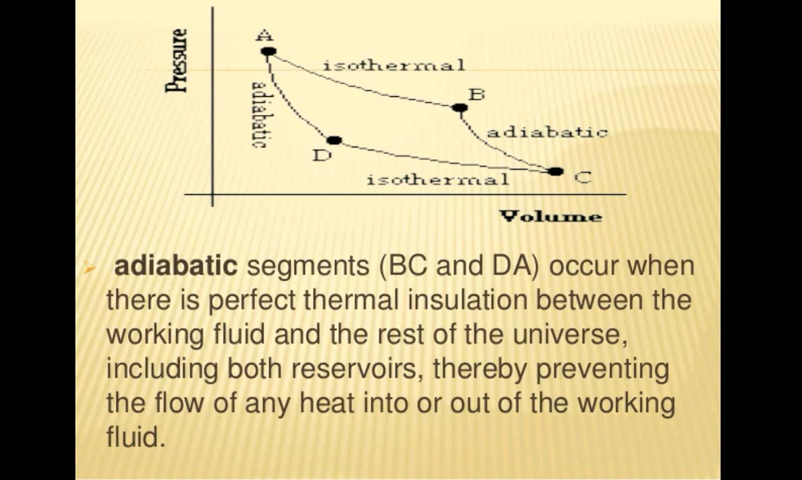 A
Pressure
isothermal
B
adiabatic
adiabatic
D
isothermal
C
Volume
adiabatic segments (BC and DA) occur when
there is perfect thermal insulation between the
working fluid and the rest of the universe,
including both reservoirs, thereby preventing
the flow of any heat into or out of the working
fluid.